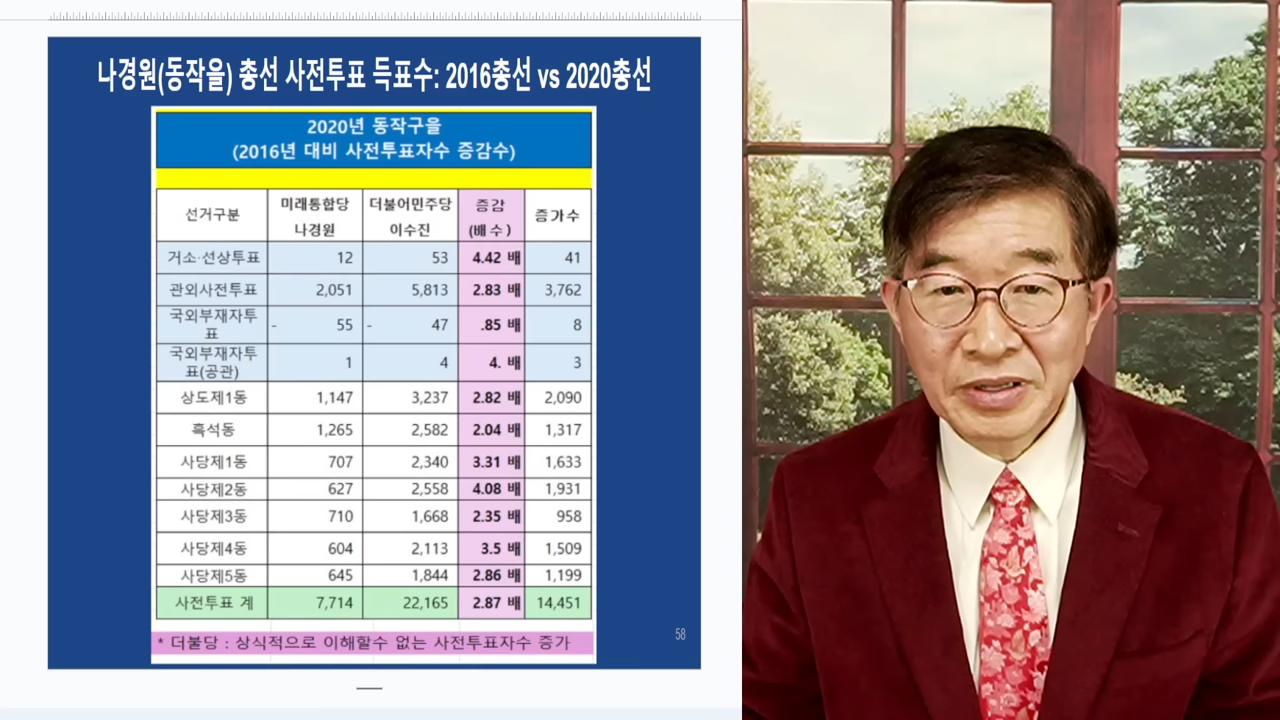 나경원(동작을) 총선 사전투표 득표수: 2016총선 vs 2020총선
2020년 동작구을
(2016년 대비 사전투표자수 증감수)
선거구분 미래통합당 나경원 더불어민주당 이수진 증감 (배수) 증가수
거소·선상투표 12 53 4.42 배 41
관외사전투표 2,051 5,813 2.83 배 3,762
국외부재자투표 - 55 - 47 .85 배 8
국외부재자투표(공관) 1 4 4. 배 3
상도제1동 1,147 3,237 2.82 배 2,090
흑석동 1,265 2,582 2.04 배 1,317
사당제1동 707 2,340 3.31 배 1,633
사당제2동 627 2,558 4.08 배 1,931
사당제3동 710 1,668 2.35 배 958
사당제4동 604 2,113 3.5 배 1,509
사당제5동 645 1,844 2.86 배 1,199
사전투표 계 7,714 22,165 2.87 배 14,451
* 더불당 : 상식적으로 이해할수 없는 사전투표자수 증가
58